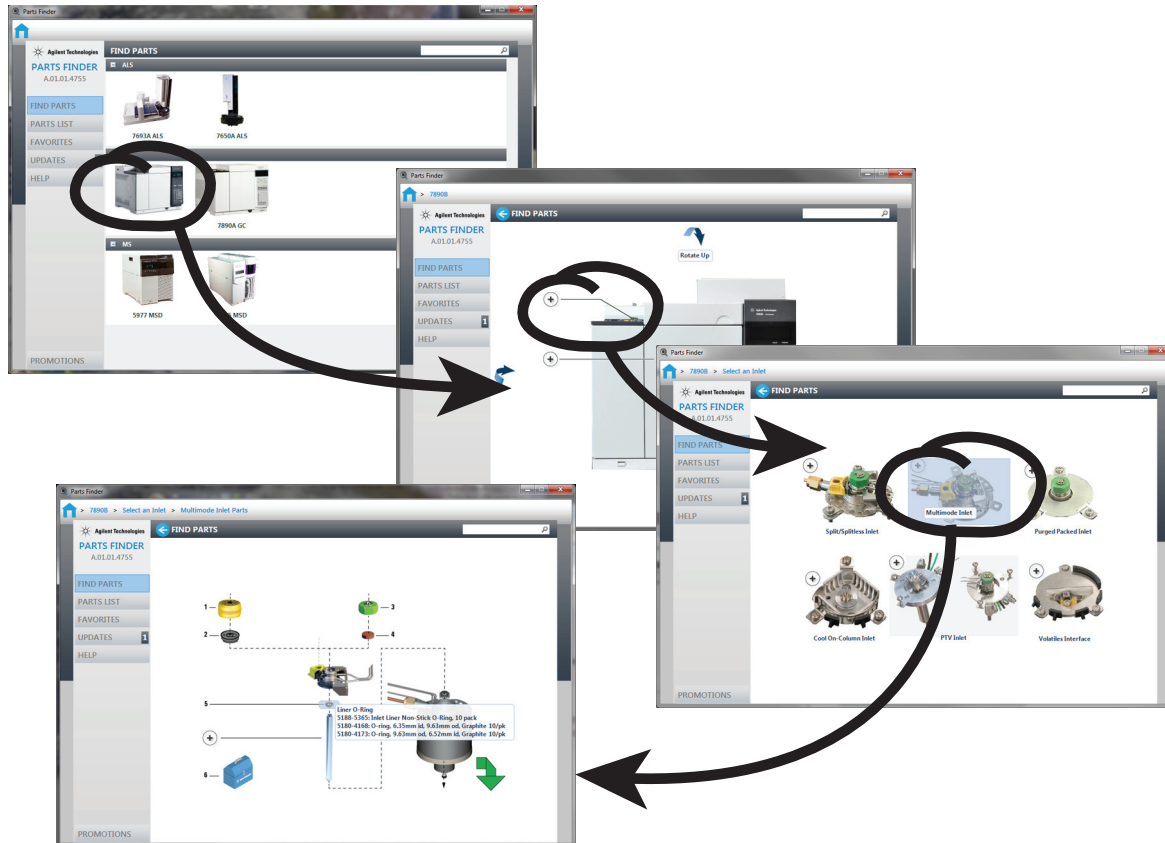 Parts Finder
Agilent Technologies
PARTS FINDER
A.01.01.4755
FIND PARTS
PARTS LIST
FAVORITES
UPDATES
HELP
PROMOTIONS
FIND PARTS
ALS
7693A ALS
7650A ALS
7890A GC
MS
5977 MSD
MSD
Parts Finder
> 7890B
Agilent Technologies
PARTS FINDER
A.01.01.4755
FIND PARTS
PARTS LIST
FAVORITES
UPDATES 1
HELP
FIND PARTS
Rotate Up
Parts Finder
> 7890B > Select an Inlet
Agilent Technologies
PARTS FINDER
A.01.01.4755
FIND PARTS
PARTS LIST
FAVORITES
UPDATES 1
HELP
PROMOTIONS
FIND PARTS
Split/Splitless Inlet
Multimode Inlet
Purged Packed Inlet
Cool On-Column Inlet
PTV Inlet
Volatiles Interface
Parts Finder
> 7890B > Select an Inlet > Multimode Inlet Parts
Agilent Technologies
PARTS FINDER
A.01.01.4755
FIND PARTS
PARTS LIST
FAVORITES
UPDATES 1
HELP
PROMOTIONS
FIND PARTS
1
3
2
4
5
Liner O-Ring
5188-5365: Inlet Liner Non-Stick O-Ring, 10 pack
5180-4168: O-ring, 6.35mm id, 9.63mm od, Graphite 10/pk
5180-4173: O-ring, 9.63mm od, 6.52mm id, Graphite 10/pk
6